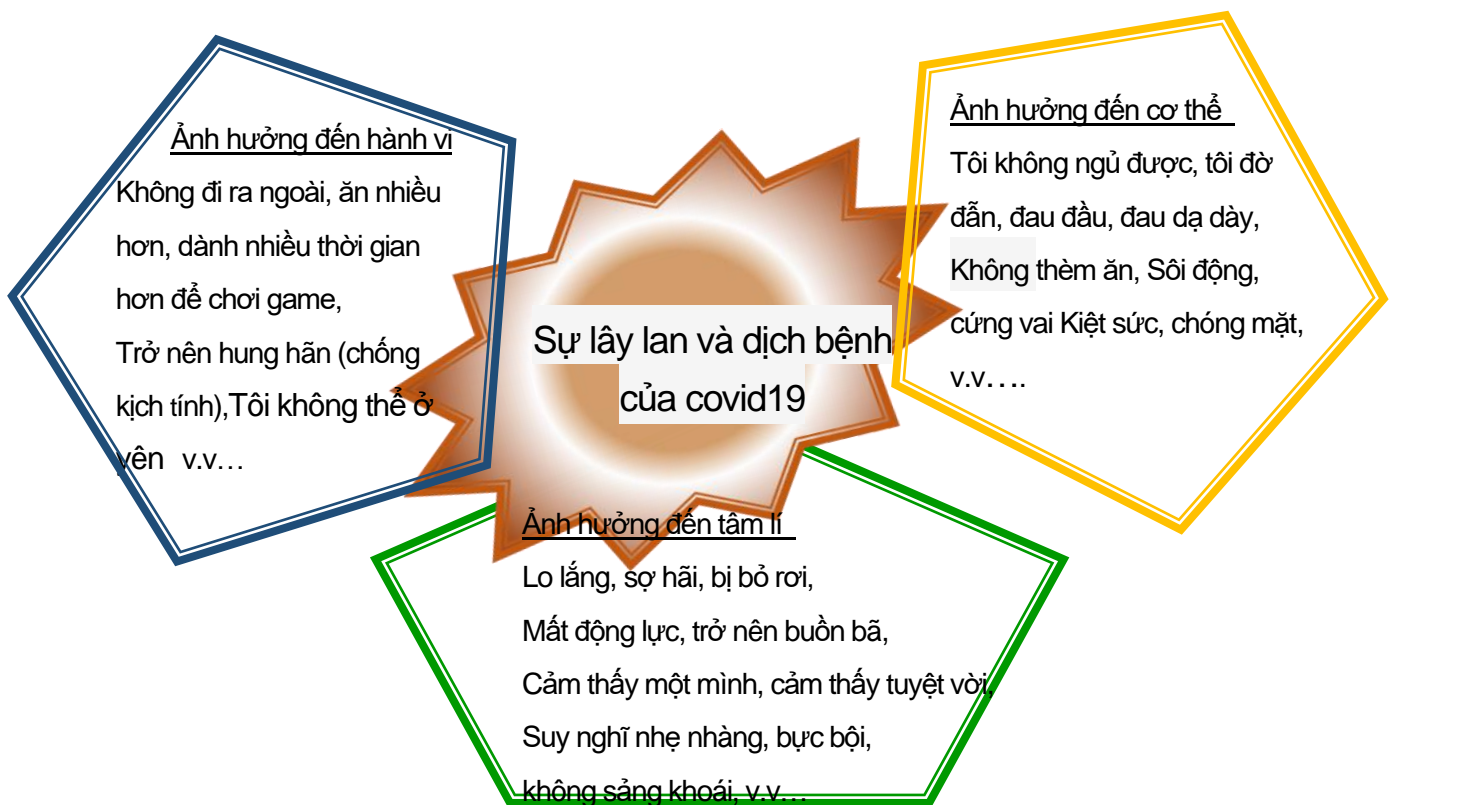 Ảnh hưởng đến hành vi
Không đi ra ngoài, ăn nhiều
hơn, dành nhiều thời gian
hơn để chơi game,
Trở nên hung hãn (chống
kịch tính),Tôi không thể ở
yên v.v…
Sự lây lan và dịch bệnh
của covid19
Ảnh hưởng đến cơ thể
Tôi không ngủ được, tôi đờ
đẫn, đau đầu, đau dạ dày,
Không thèm ăn, Sôi động,
cứng vai Kiệt sức, chóng mặt,
v.v….
Ảnh hưởng đến tâm lí
Lo lắng, sợ hãi, bị bỏ rơi,
Mất động lực, trở nên buồn bã,
Cảm thấy một mình, cảm thấy tuyệt vời,
Suy nghĩ nhẹ nhàng, bực bội,
không sảng khoái, v.v…